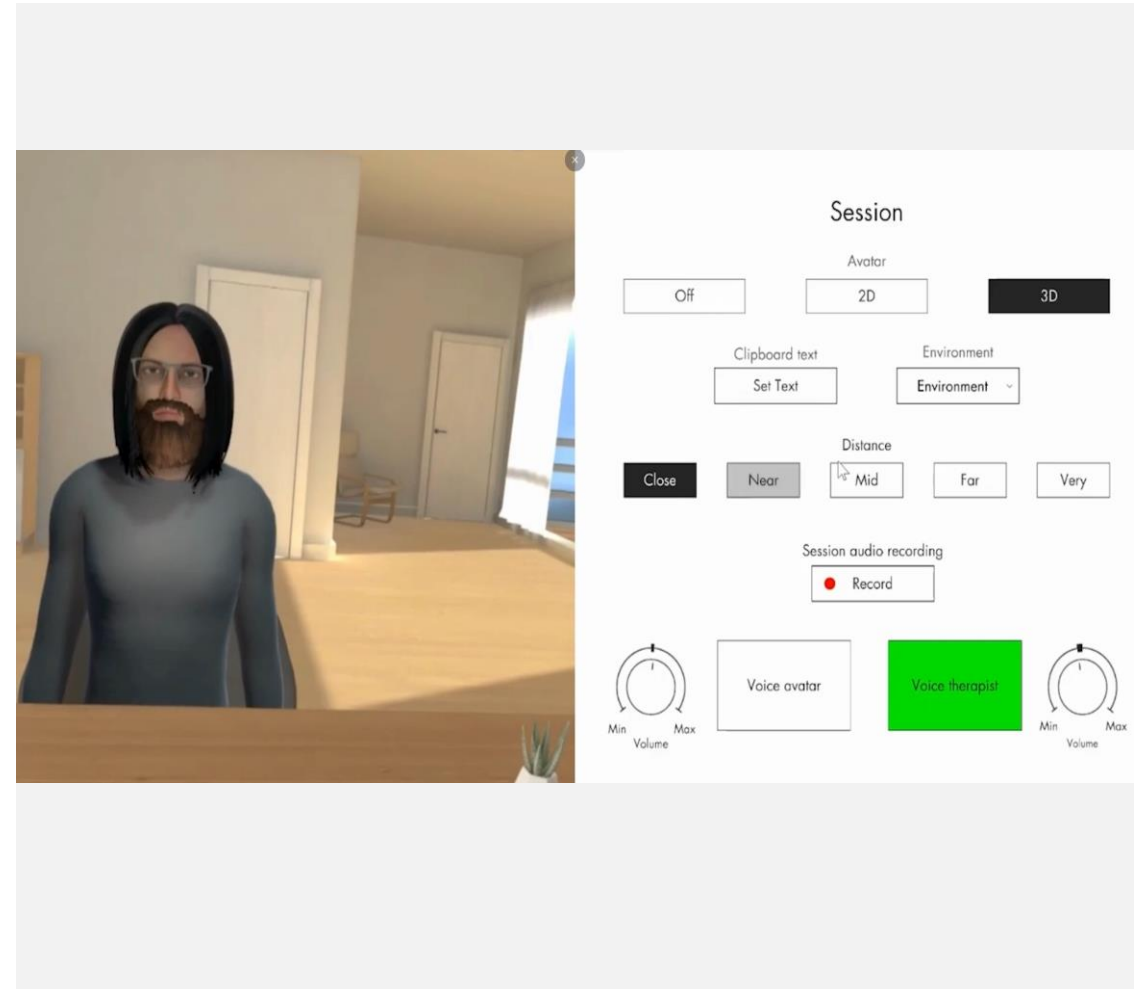 Session
Avatar
Off
2D
3D
Clipboard text
Environment
Set Text
Environment
Distance
Close
Near
Mid
Far
Very
Session audio recording
Record
Voice avatar
Voice therapist
Min
Max
Volume
Min
Max
Volume